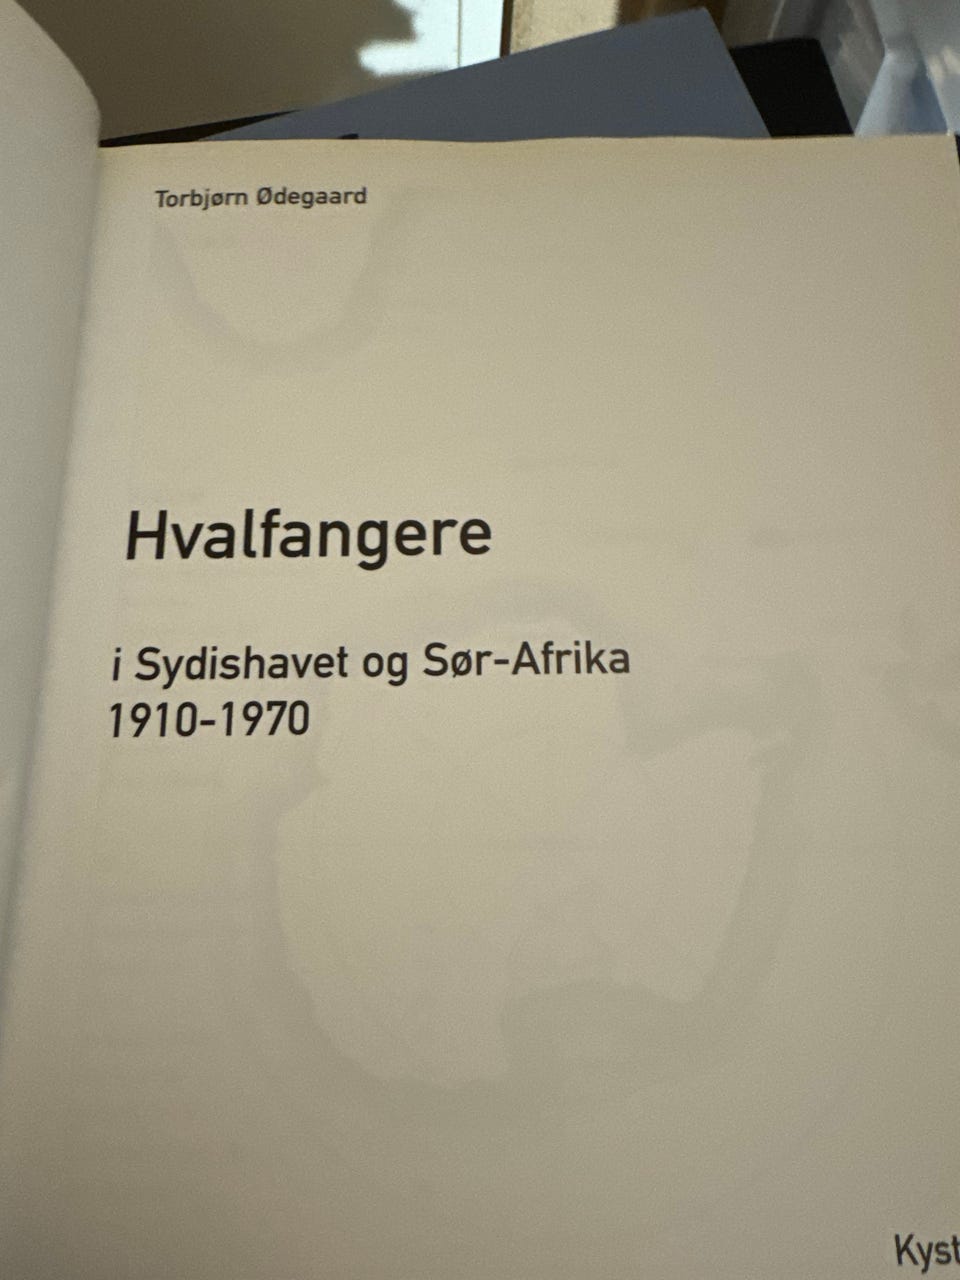 Torbjørn Ødegaard
Hvalfangere
i Sydishavet og Sør-Afrika
1910-1970
Kyst